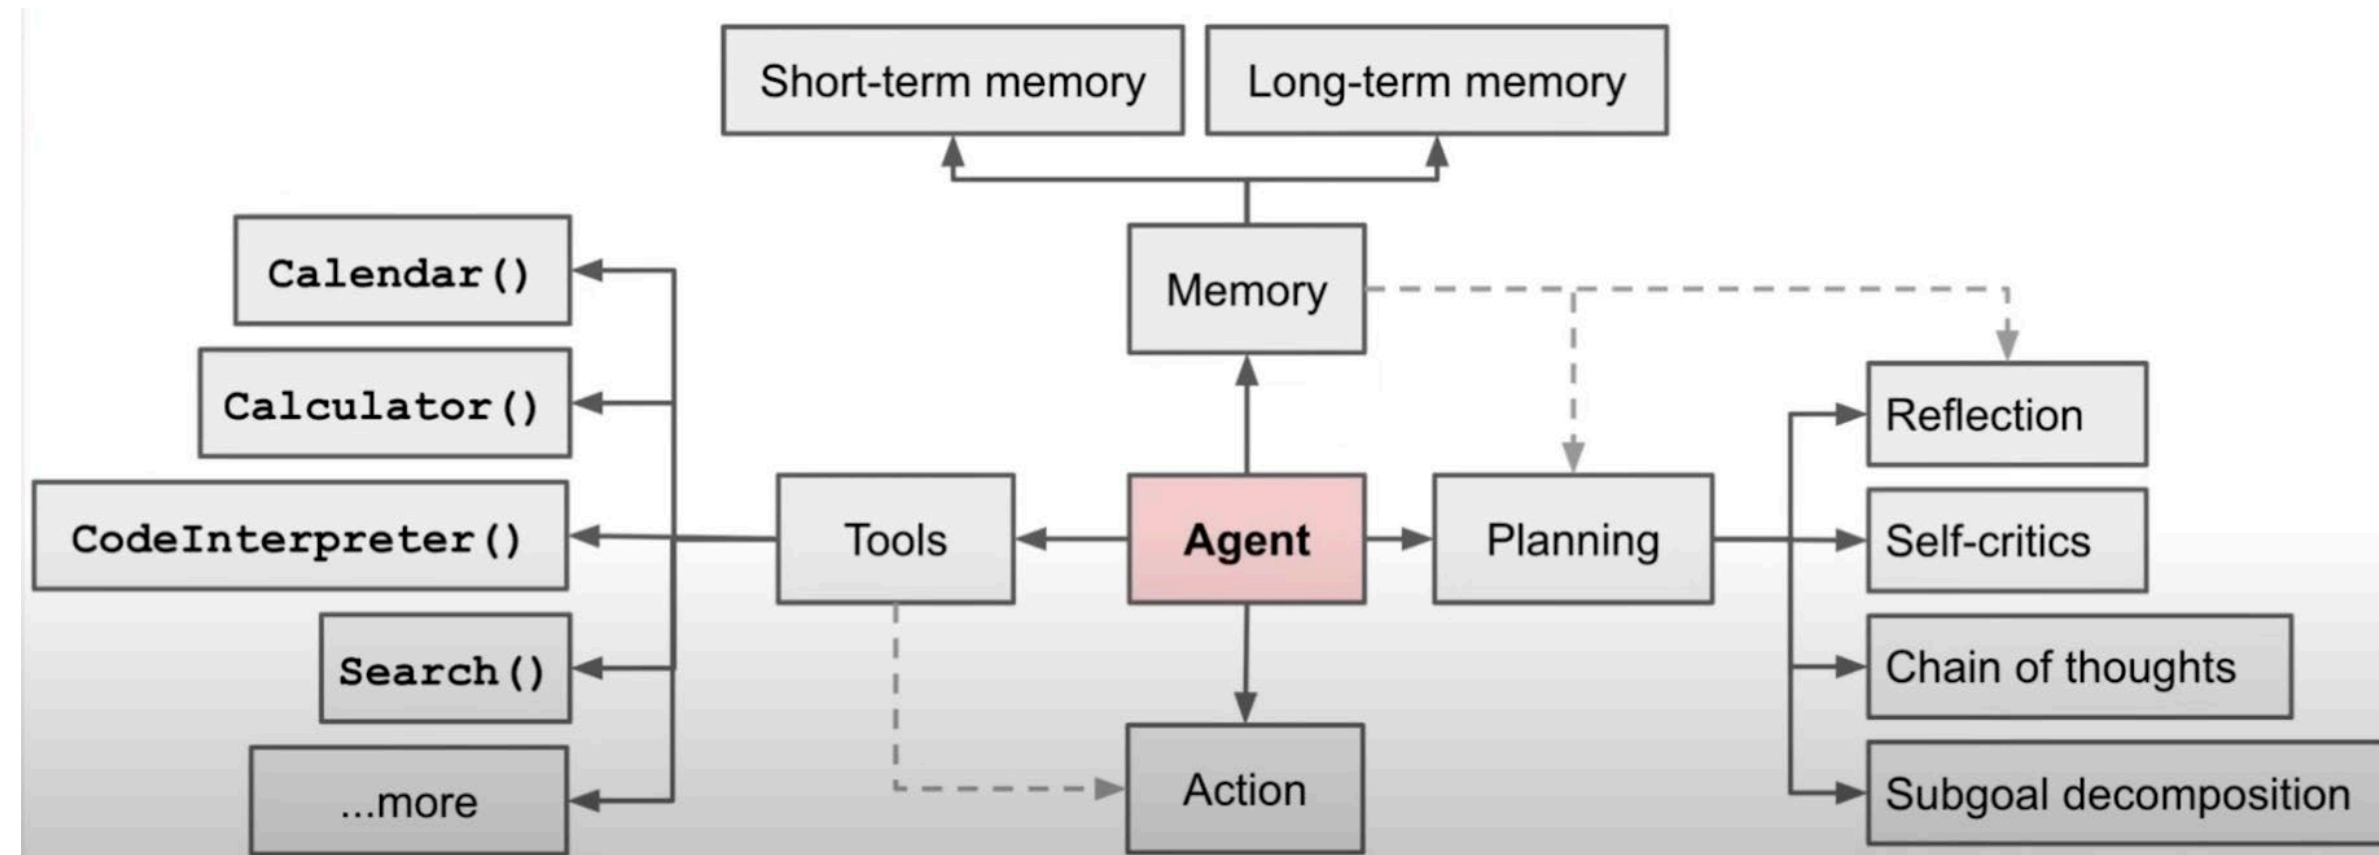 Short-term memory
Long-term memory
Calendar()
Memory
Calculator()
Reflection
CodeInterpreter()
Tools
Agent
Planning
Self-critics
Search()
Chain of thoughts
...more
Action
Subgoal decomposition